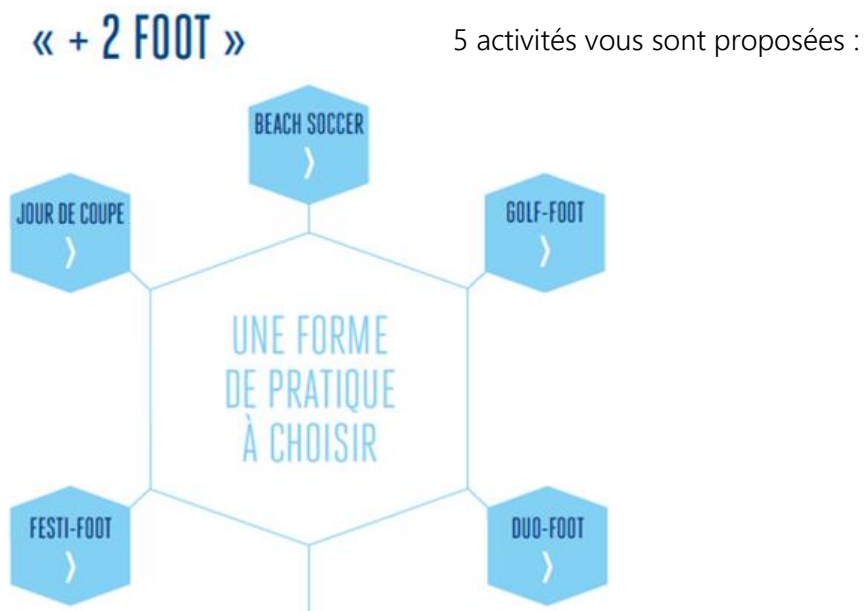 « + 2 FOOT »
5 activités vous sont proposées :
BEACH SOCCER
JOUR DE COUPE
GOLF-FOOT
UNE FORME
DE PRATIQUE
À CHOISIR
FESTI-FOOT
DUO-FOOT